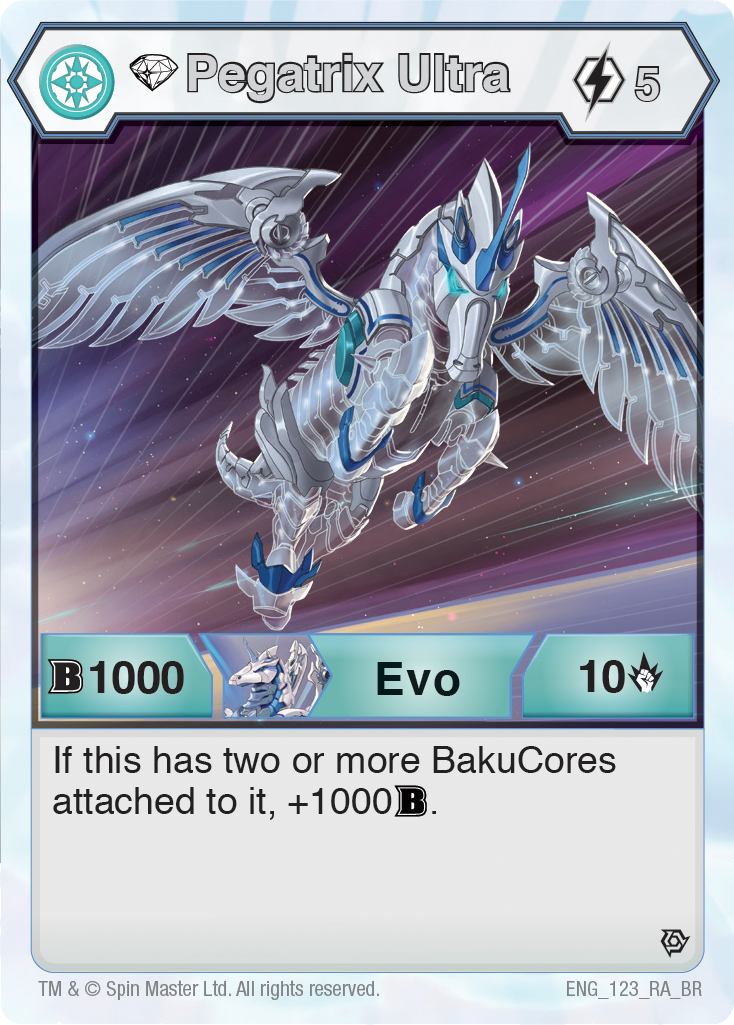 Pegatrix Ultra
5
B 1000
Evo
10
If this has two or more BakuCores
attached to it, +1000B.
TM & © Spin Master Ltd. All rights reserved.
ENG_123_RA_BR